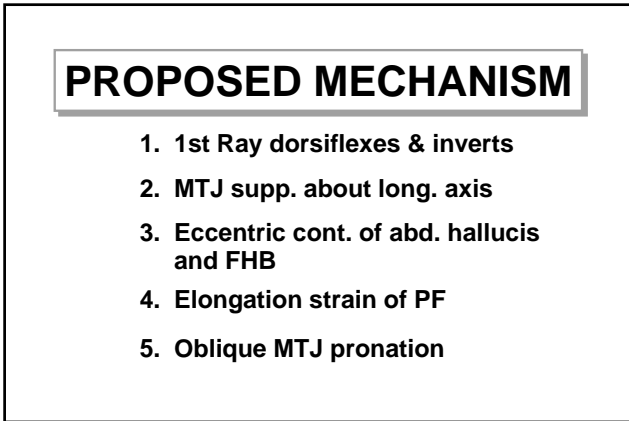 PROPOSED MECHANISM
1. 1st Ray dorsiflexes & inverts
2. MTJ supp. about long. axis
3. Eccentric cont. of abd. hallucis
and FHB
4. Elongation strain of PF
5. Oblique MTJ pronation